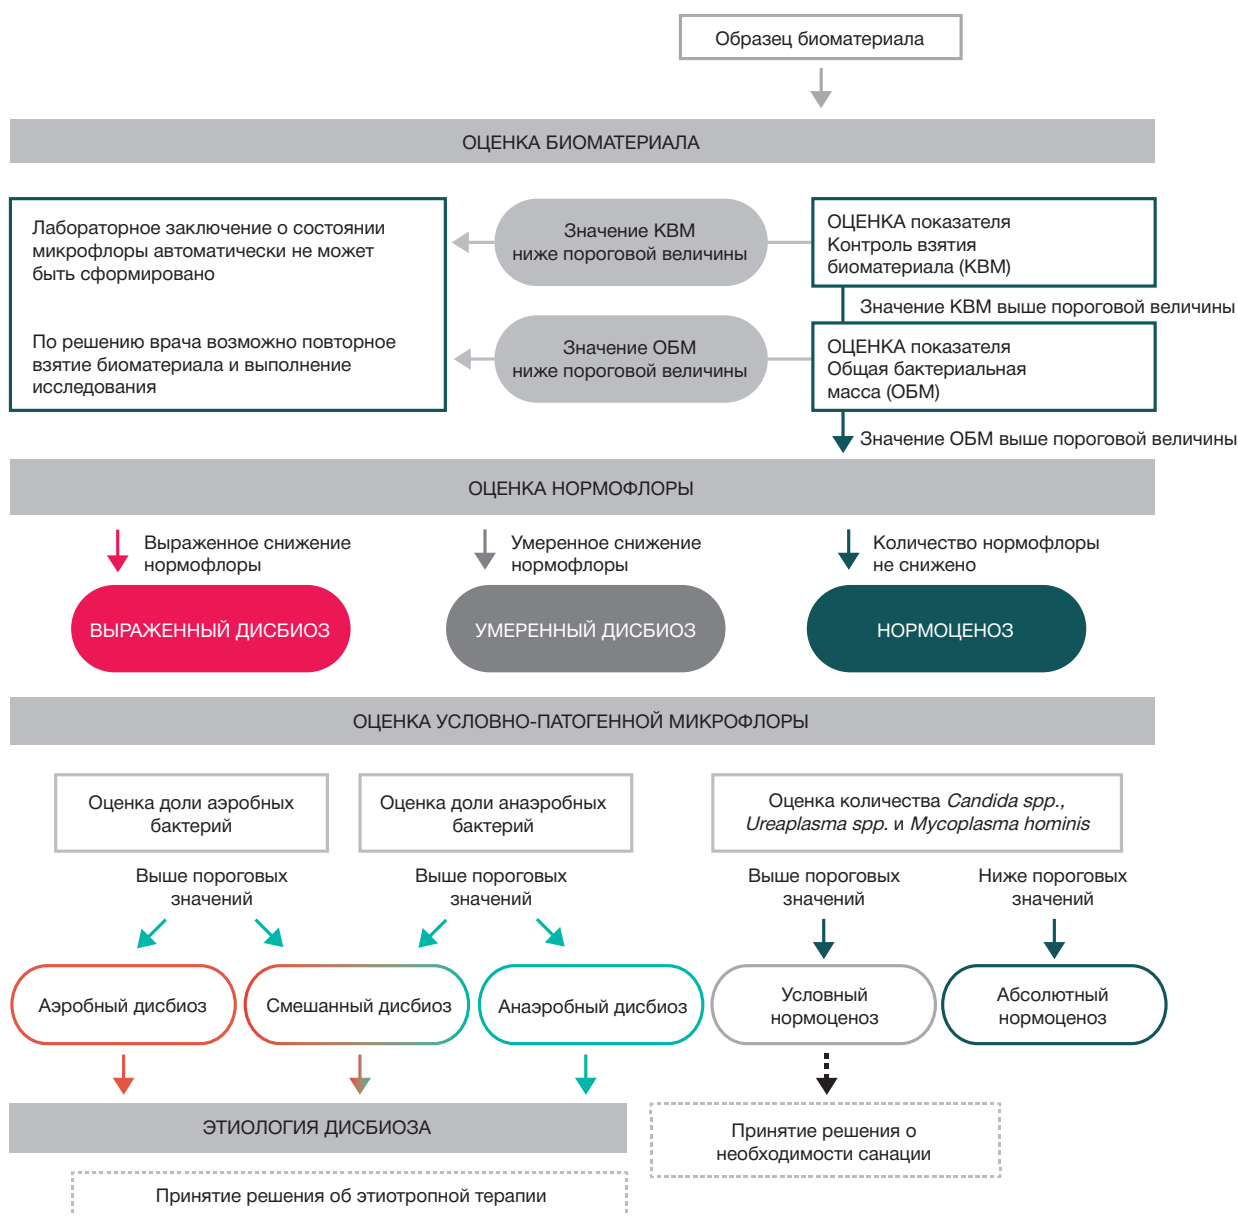 Образец биоматериала
ОЦЕНКА БИОМАТЕРИАЛА
Лабораторное заключение о состоянии
микрофлоры автоматически не может
быть сформировано
По решению врача возможно повторное
взятие биоматериала и выполнение
исследования
Значение КВМ
ниже пороговой величины
Значение ОБМ
ниже пороговой величины
ОЦЕНКА показателя
Контроль взятия
биоматериала (КВМ)
Значение КВМ выше пороговой величины
ОЦЕНКА показателя
Общая бактериальная
масса (ОБМ)
Значение ОБМ выше пороговой величины
ОЦЕНКА НОРМОФЛОРЫ
Выраженное снижение
нормофлоры
Умеренное снижение
нормофлоры
Количество нормофлоры
не снижено
ВЫРАЖЕННЫЙ ДИСБИОЗ
УМЕРЕННЫЙ ДИСБИОЗ
НОРМОЦЕНОЗ
ОЦЕНКА УСЛОВНО-ПАТОГЕННОЙ МИКРОФЛОРЫ
Оценка доли аэробных
бактерий
Оценка доли анаэробных
бактерий
Оценка количества Candida spp.,
Ureaplasma spp. и Mycoplasma hominis
Выше пороговых
значений
Выше пороговых
значений
Выше пороговых
значений
Ниже пороговых
значений
Аэробный дисбиоз
Смешанный дисбиоз
Анаэробный дисбиоз
Условный
нормоценоз
Абсолютный
нормоценоз
ЭТИОЛОГИЯ ДИСБИОЗА
Принятие решения о
необходимости санации
Принятие решения об этиотропной терапии